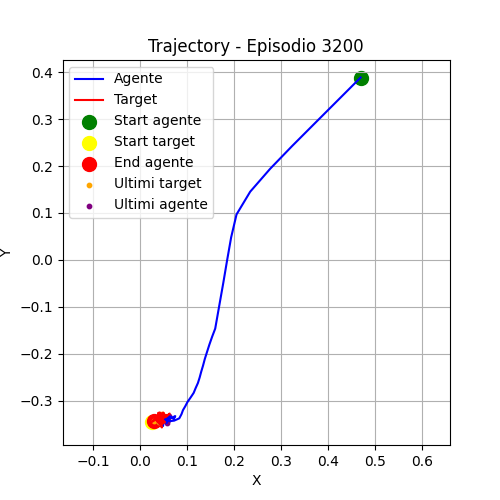 Trajectory - Episodio 3200
Agente
Target
Start agente
Start target
End agente
Ultimi target
Ultimi agente
0.4
0.3
0.2
0.1
0.0
−0.1
−0.2
−0.3
Y
−0.1
0.0
0.1
0.2
0.3
0.4
0.5
0.6
X